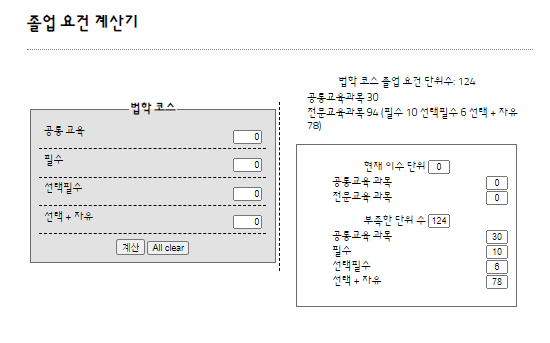 졸업 요건 계산기
법학 코스
공통 교육 0
필수 0
선택필수 0
선택 + 자유 0
계산 All clear
법학 코스 졸업 요건 단위수: 124
공통교육과목 30
전문교육과목 94 (필수 10 선택필수 6 선택 + 자유
78)
현재 이수 단위 0
공통교육 과목 0
전문교육 과목 0
부족한 단위 수 124
공통교육 과목 30
필수 10
선택필수 6
선택 + 자유 78